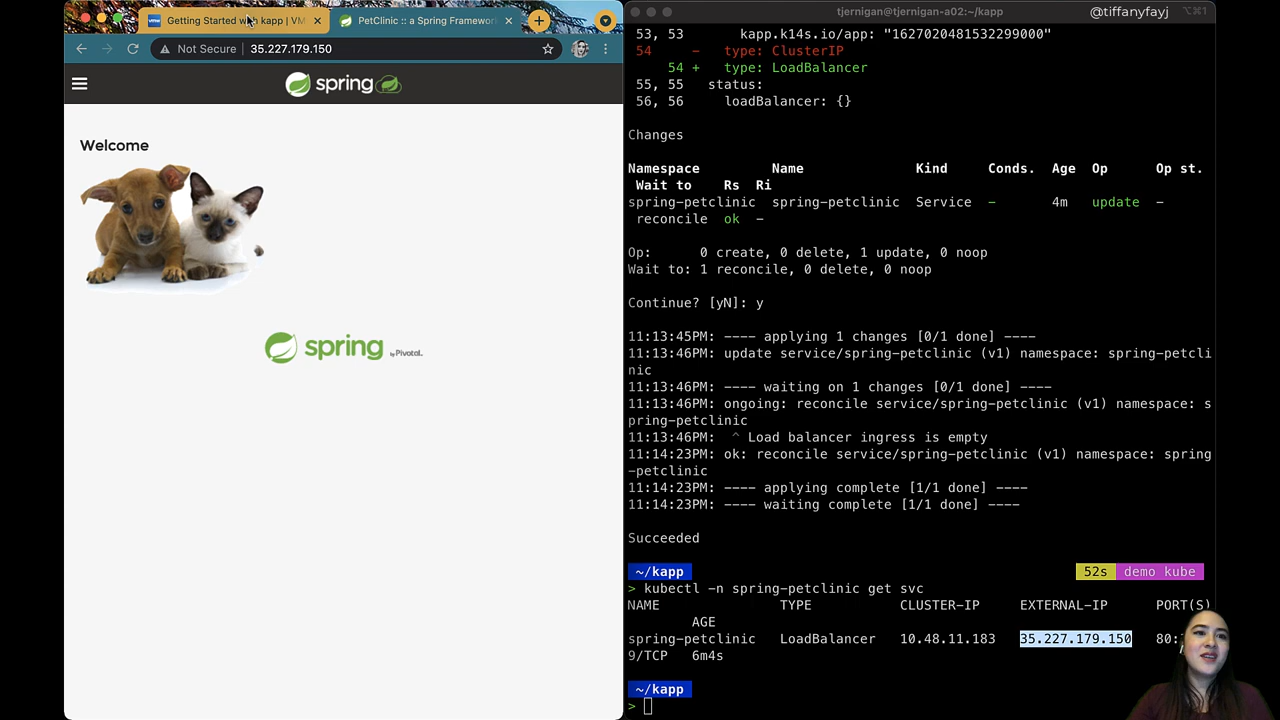 Getting Started with kapp | VM
PetClinic :: a Spring Framework
Not Secure | 35.227.179.150
spring
Welcome
spring by Pivotal.
tjernigan@tjernigan-a02:~/kapp
⌥⌘1
@tiffanyfayj
53, 53 kapp.k14s.io/app: "1627020481532299000"
54 - type: ClusterIP
54 + type: LoadBalancer
55, 55 status:
56, 56 loadBalancer: {}
Changes
Namespace Name Kind Conds. Age Op Op st.
Wait to Rs Ri
spring-petclinic spring-petclinic Service - 4m update -
reconcile ok -
Op: 0 create, 0 delete, 1 update, 0 noop
Wait to: 1 reconcile, 0 delete, 0 noop
Continue? [yN]: y
11:13:45PM: ---- applying 1 changes [0/1 done] ----
11:13:46PM: update service/spring-petclinic (v1) namespace: spring-petcli
nic
11:13:46PM: ---- waiting on 1 changes [0/1 done] ----
11:13:46PM: ongoing: reconcile service/spring-petclinic (v1) namespace: s
pring-petclinic
11:13:46PM: ^ Load balancer ingress is empty
11:14:23PM: ok: reconcile service/spring-petclinic (v1) namespace: spring
-petclinic
11:14:23PM: ---- applying complete [1/1 done] ----
11:14:23PM: ---- waiting complete [1/1 done] ----
Succeeded
~/kapp 52s demo kube
> kubectl -n spring-petclinic get svc
NAME TYPE CLUSTER-IP EXTERNAL-IP PORT(S)
AGE
spring-petclinic LoadBalancer 10.48.11.183 35.227.179.150 80:
9/TCP 6m4s
~/kapp
>